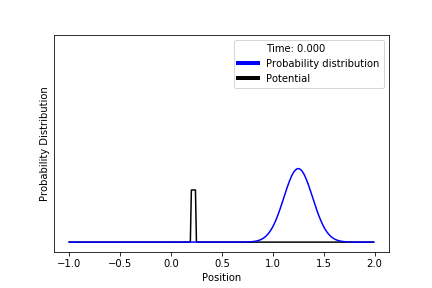 Time: 0.000
Probability distribution
Potential
Probability Distribution
−1.0 −0.5 0.0 0.5 1.0 1.5 2.0
Position